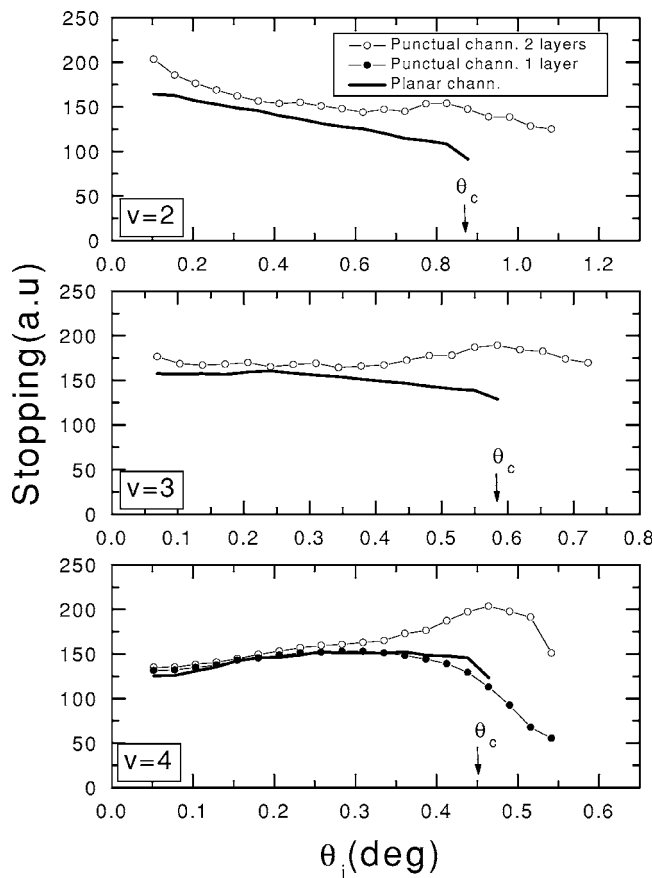 Punctual chann. 2 layers
Punctual chann. 1 layer
Planar chann.
250
200
150
100
50
0
v=2
θc
0.0 0.2 0.4 0.6 0.8 1.0 1.2
Stopping(a.u)
250
200
150
100
50
0
v=3
θc
0.0 0.1 0.2 0.3 0.4 0.5 0.6 0.7 0.8
250
200
150
100
50
0
v=4
θc
0.0 0.1 0.2 0.3 0.4 0.5 0.6
θi(deg)